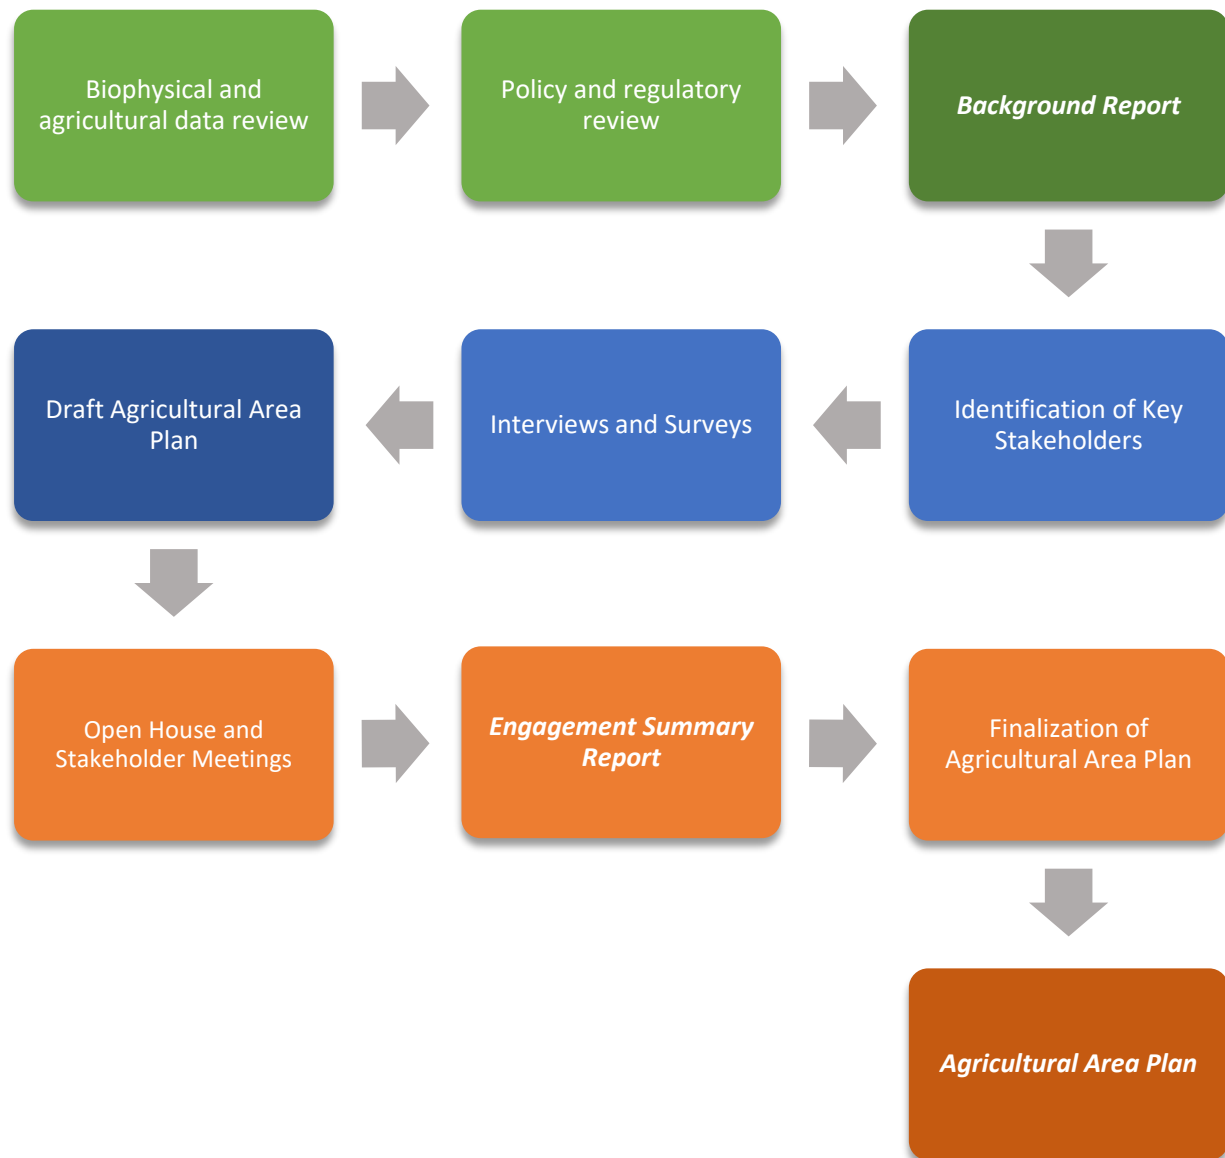 Biophysical and
agricultural data review
Policy and regulatory
review
Background Report
Identification of Key
Stakeholders
Interviews and Surveys
Draft Agricultural Area
Plan
Open House and
Stakeholder Meetings
Engagement Summary
Report
Finalization of
Agricultural Area Plan
Agricultural Area Plan